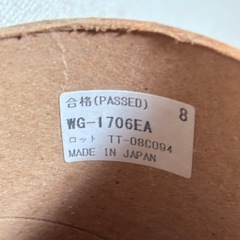 合格(PASSED) 8
WG-1706EA
ロット TT-08C094
MADE IN JAPAN